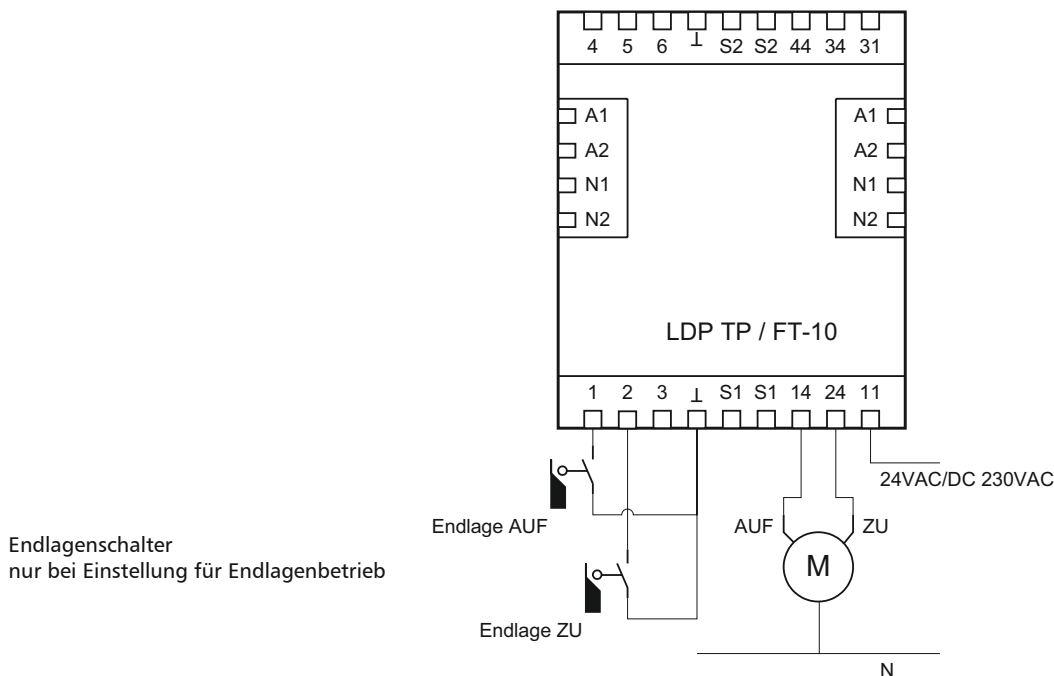 4 5 6 ⊥ S2 S2 44 34 31
A1 A1
A2 A2
N1 N1
N2 N2
LDP TP / FT-10
1 2 3 ⊥ S1 S1 14 24 11
24VAC/DC 230VAC
Endlage AUF
AUF ZU
M
Endlagenschalter
nur bei Einstellung für Endlagenbetrieb
Endlage ZU
N